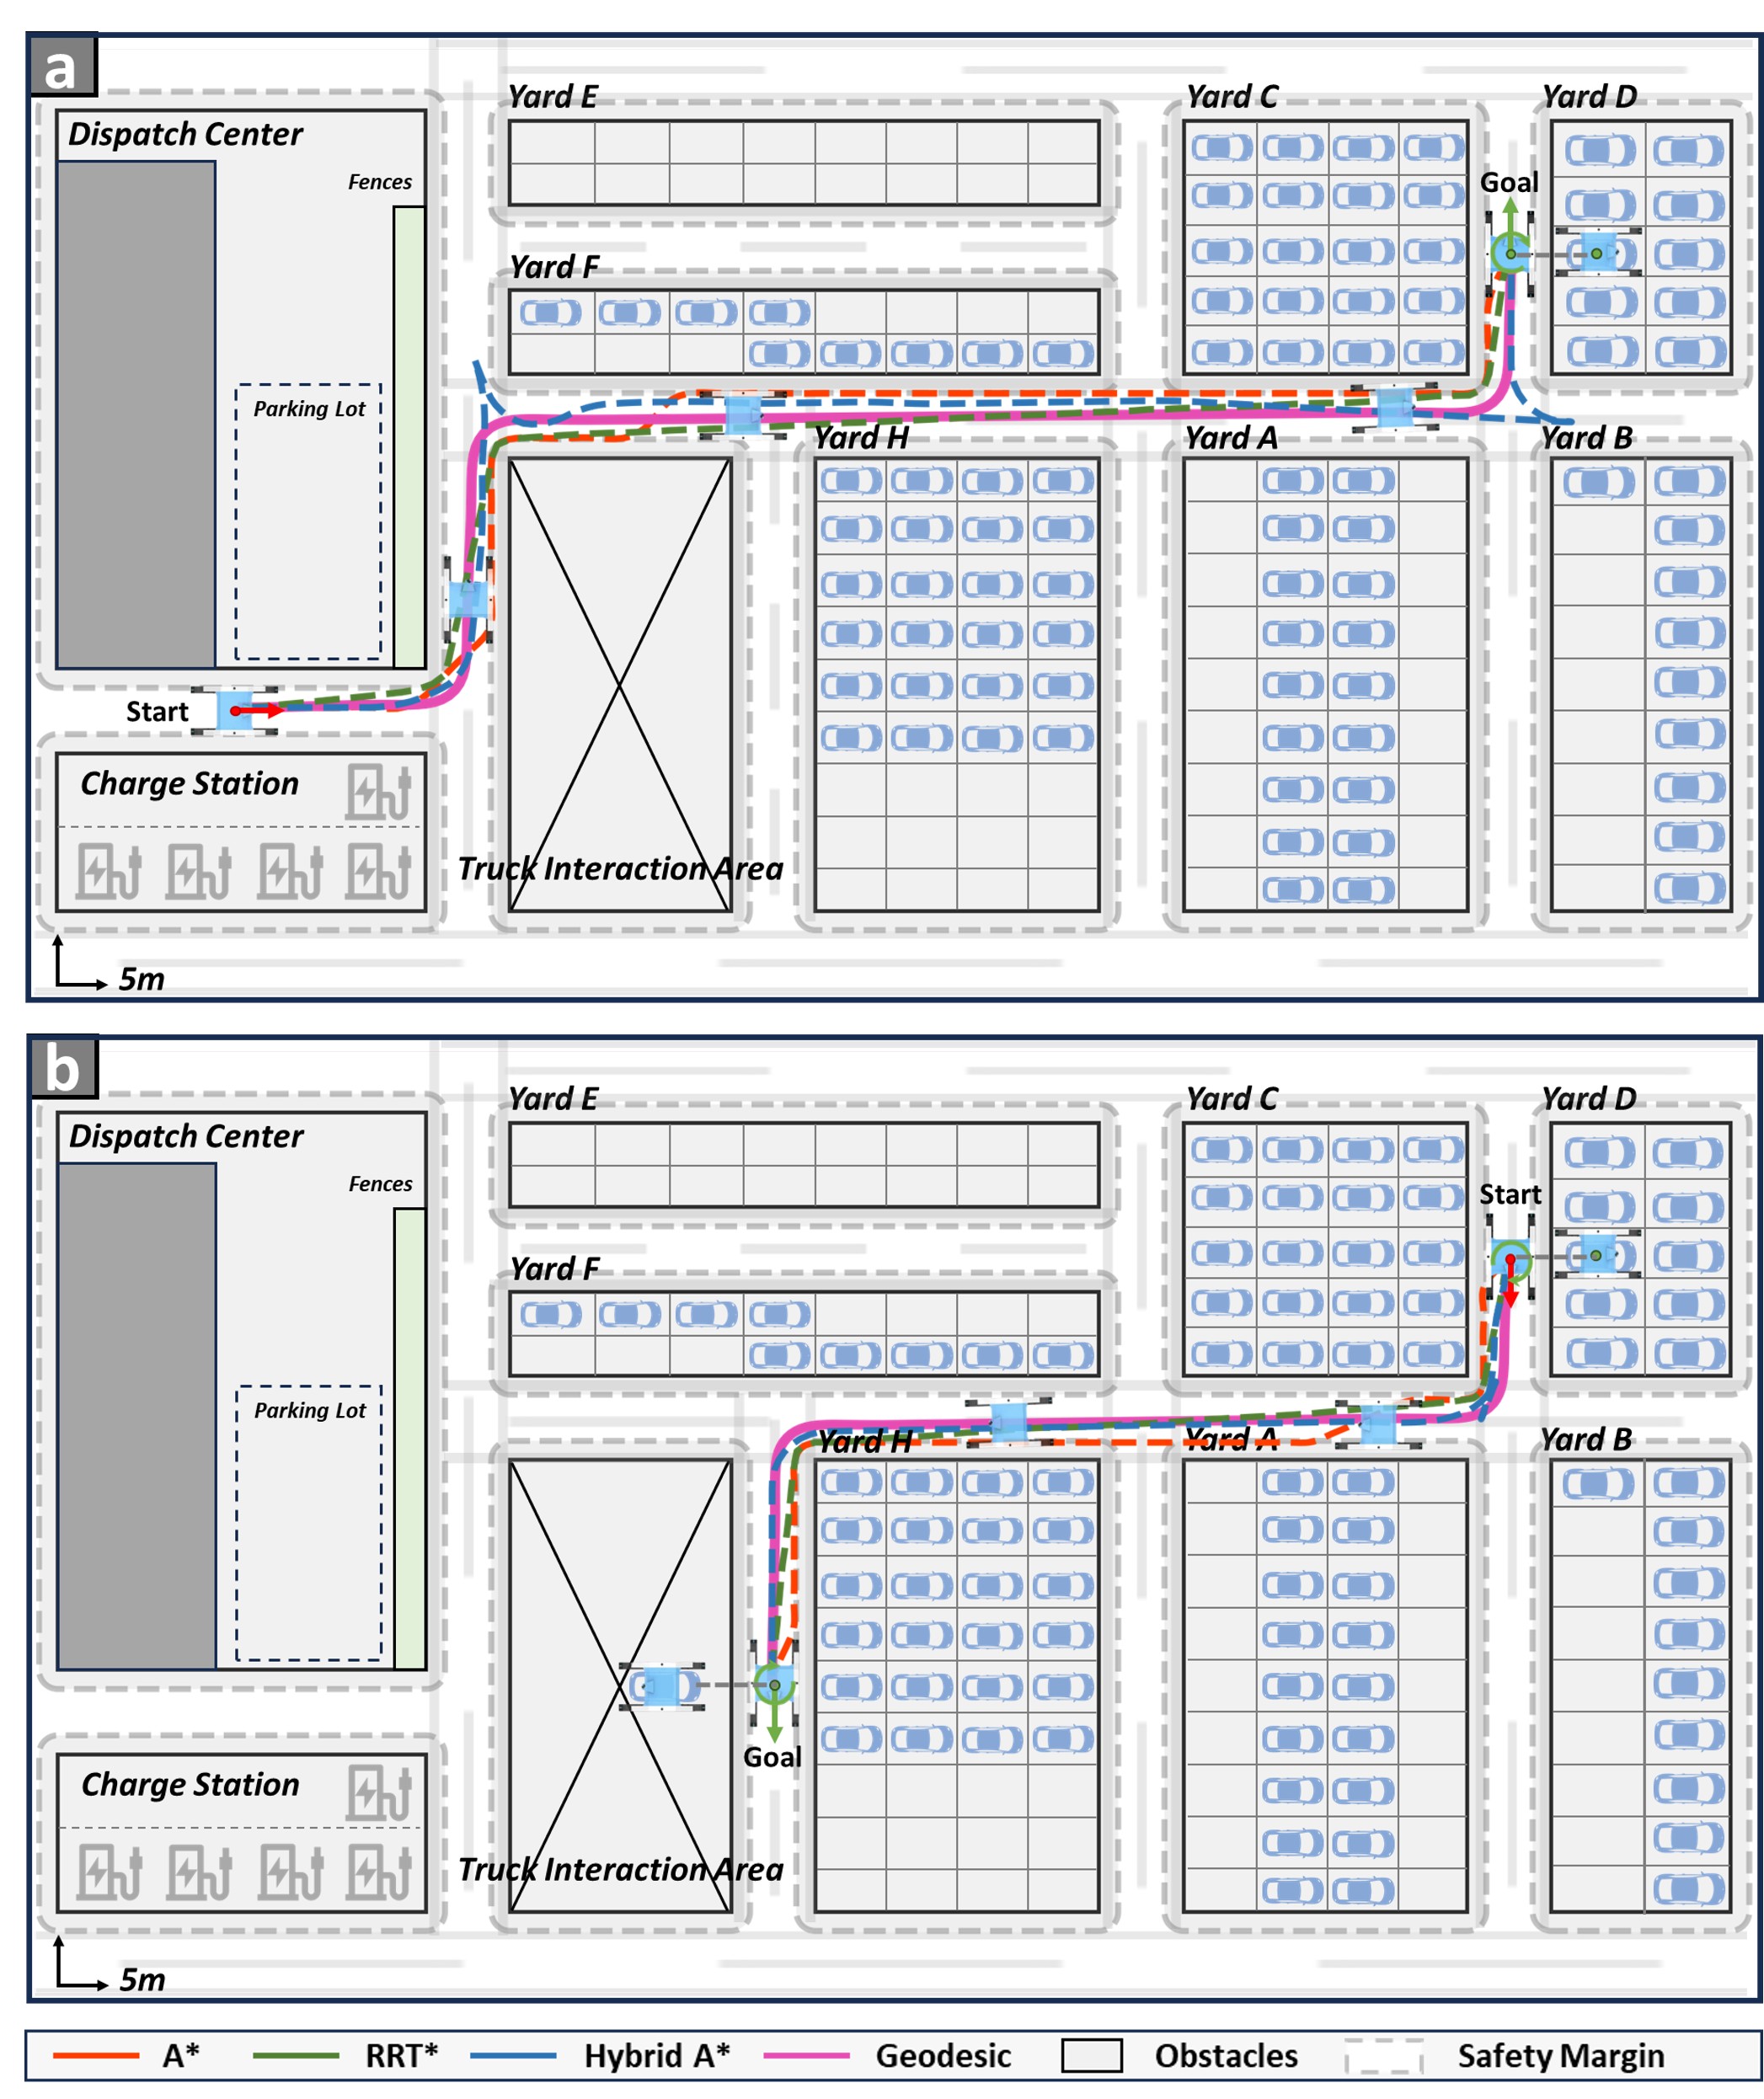 a
Yard E
Yard C
Yard D
Dispatch Center
Fences
Goal
Yard F
Parking Lot
Yard H
Yard A
Yard B
Start
Charge Station
Truck Interaction Area
5m
b
Yard E
Yard C
Yard D
Dispatch Center
Fences
Start
Yard F
Parking Lot
Yard H
Yard A
Yard B
Goal
Charge Station
Truck Interaction Area
5m
A* RRT* Hybrid A* Geodesic Obstacles Safety Margin